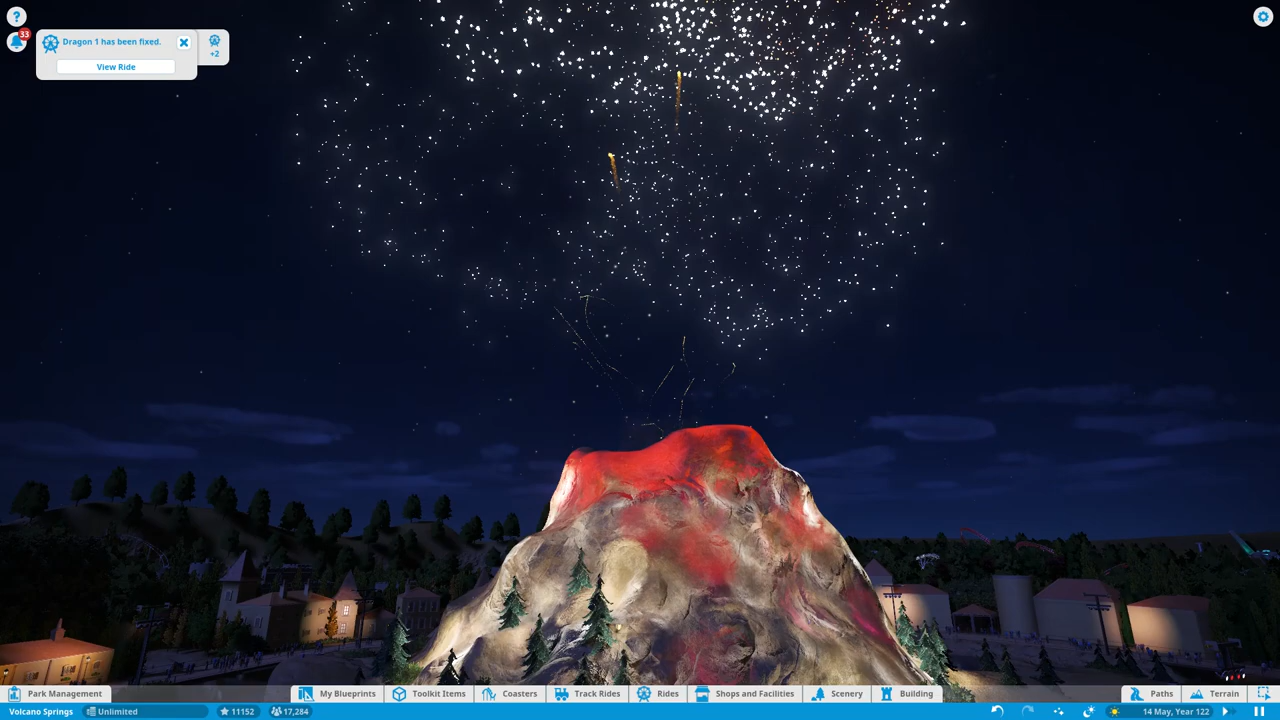 ?
33
Dragon 1 has been fixed.
+2
View Ride
Park Management
My Blueprints
Toolkit Items
Coasters
Track Rides
Rides
Shops and Facilities
Scenery
Building
Paths
Terrain
Volcano Springs
Unlimited
11152
17,284
14 May, Year 122